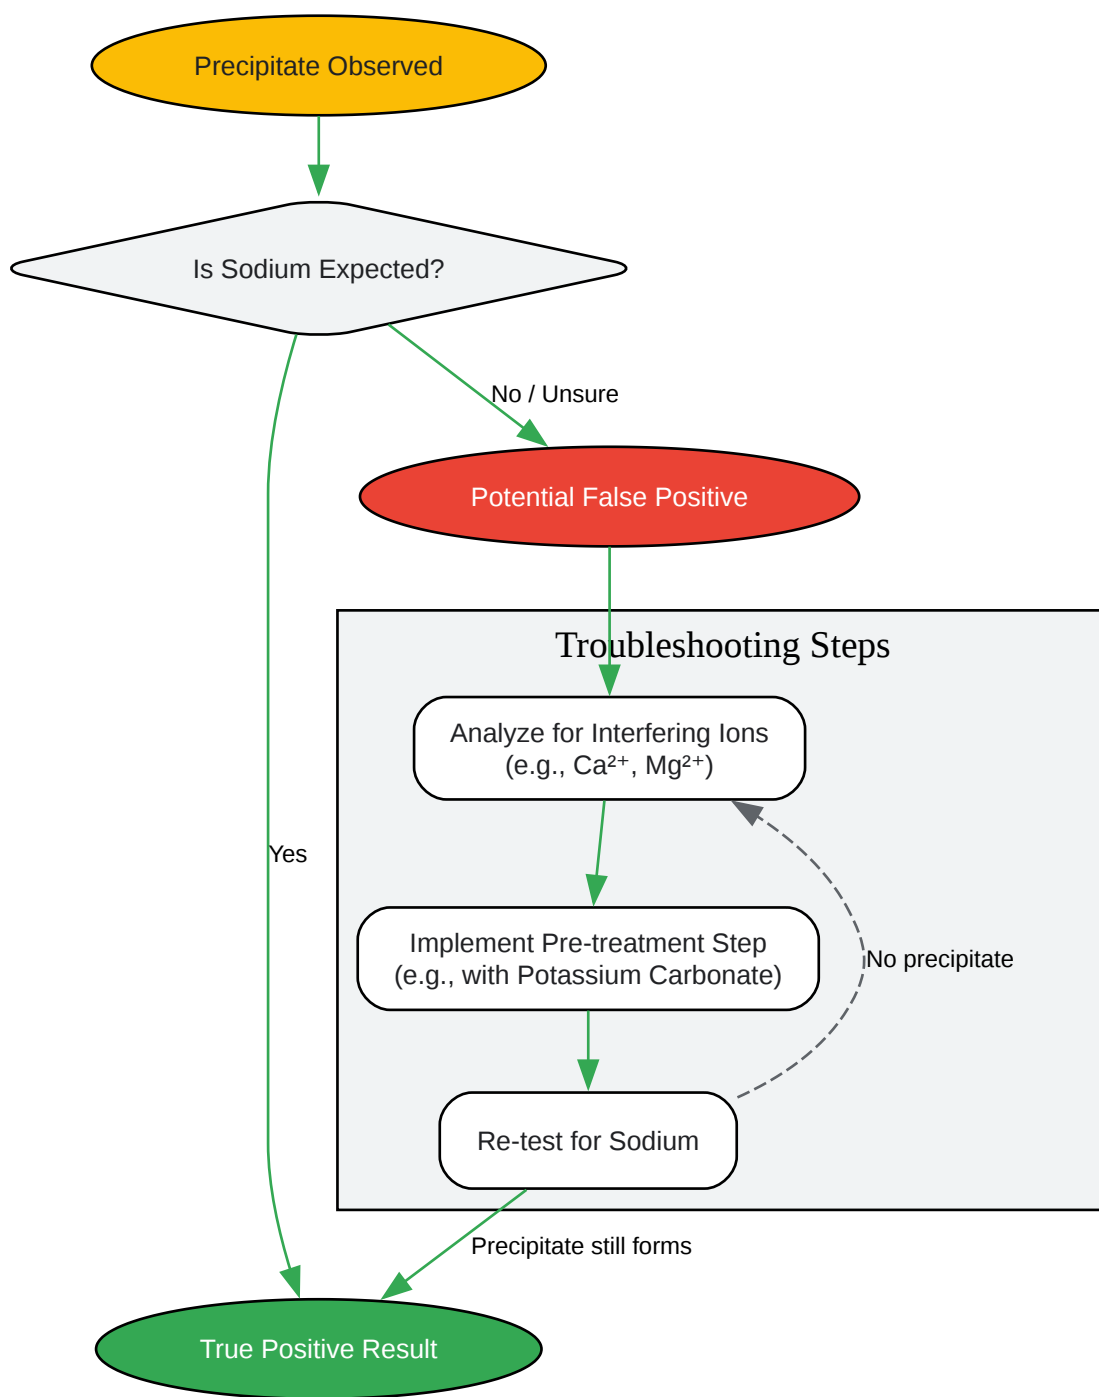 Precipitate Observed
Is Sodium Expected?
No / Unsure
Potential False Positive
Troubleshooting Steps
Analyze for Interfering Ions
(e.g., Ca²⁺, Mg²⁺)
Yes
Implement Pre-treatment Step
(e.g., with Potassium Carbonate)
No precipitate
Re-test for Sodium
Precipitate still forms
True Positive Result